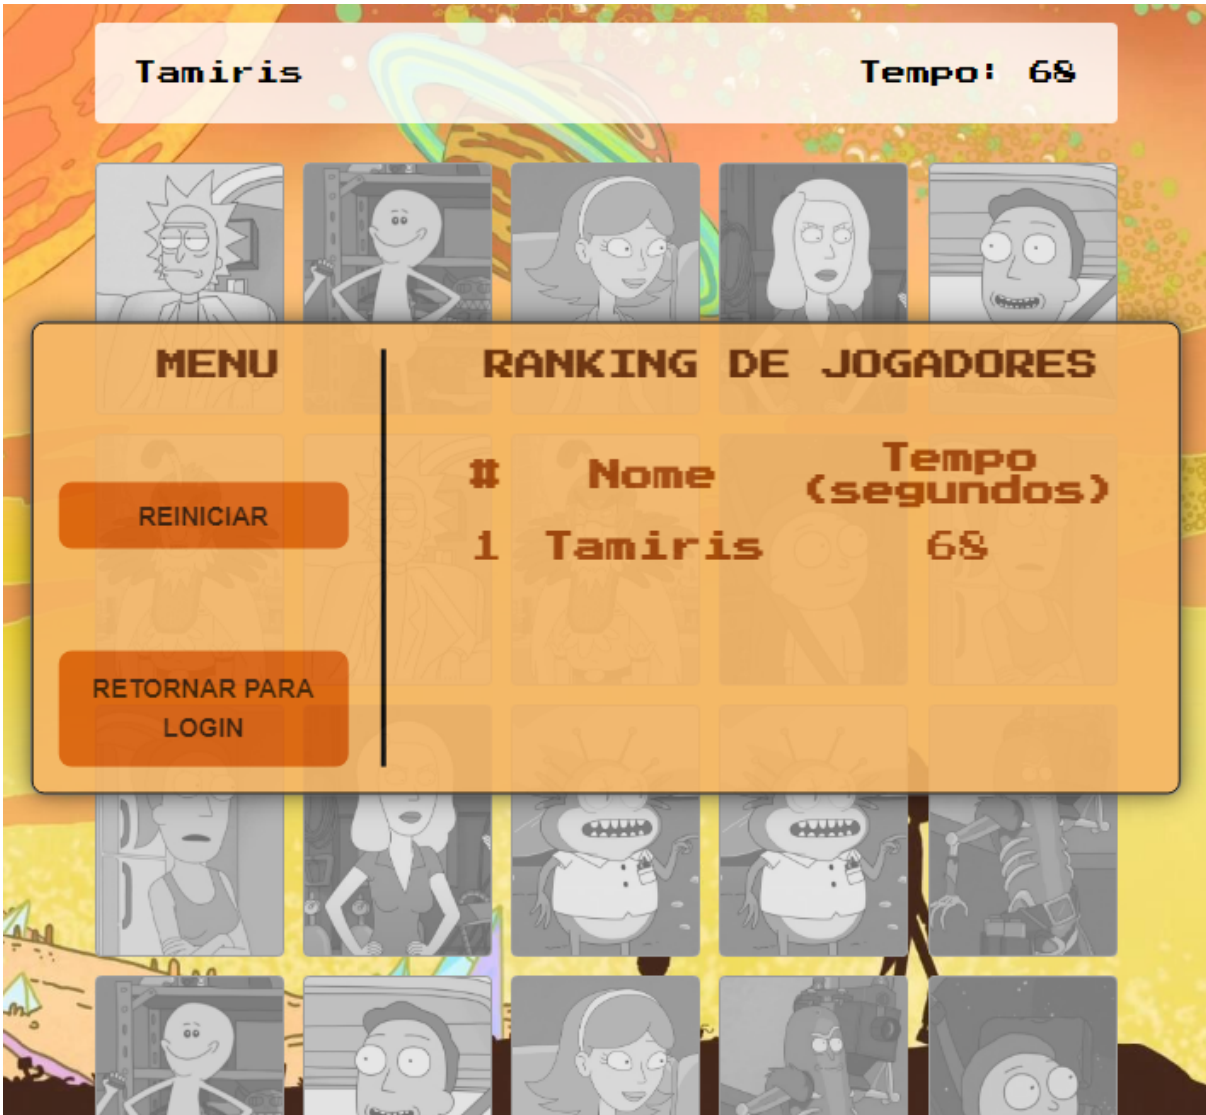 Tamiris Tempo: 68
MENU
REINICIAR
RETORNAR PARA
LOGIN
RANKING DE JOGADORES
# Nome Tempo
(segundos)
1 Tamiris 68